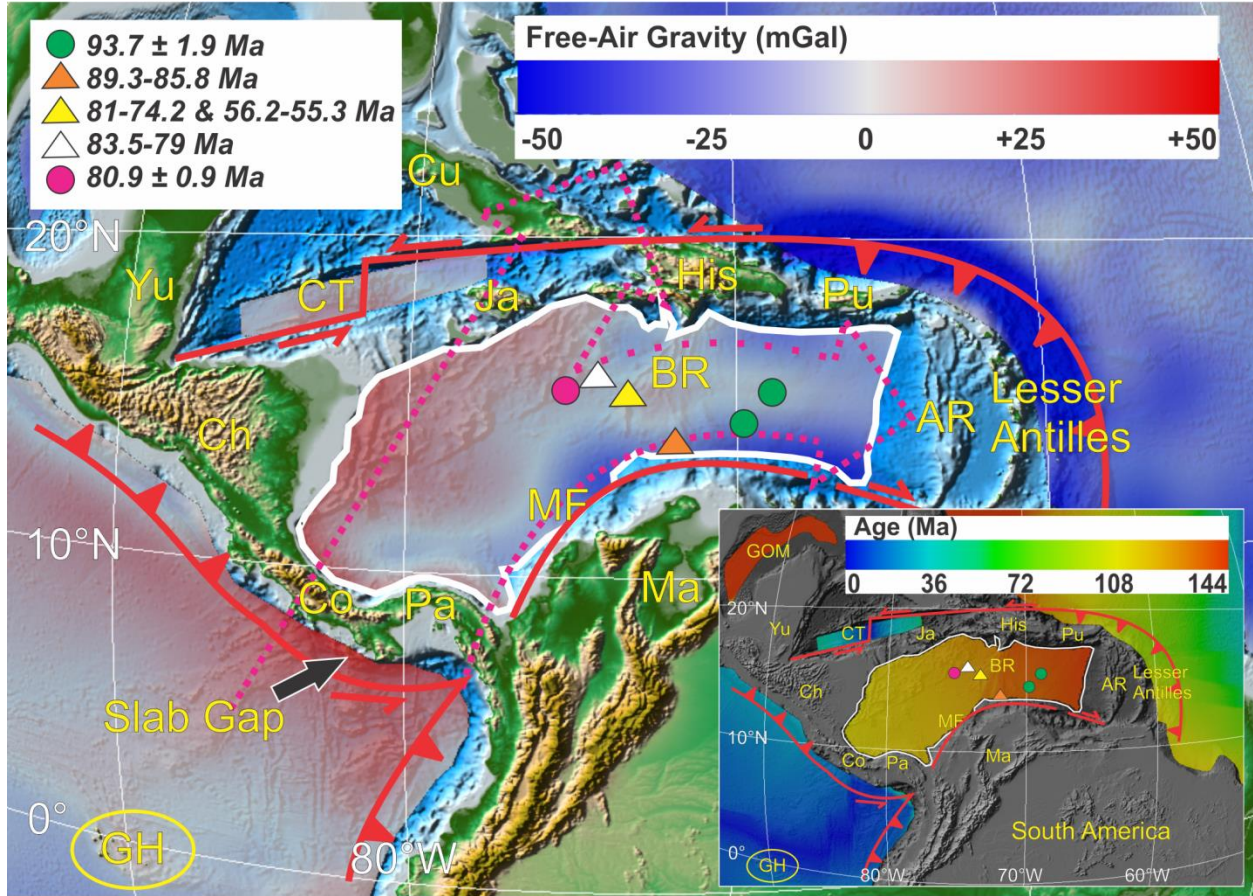 93.7 ± 1.9 Ma
89.3-85.8 Ma
81-74.2 & 56.2-55.3 Ma
83.5-79 Ma
80.9 ± 0.9 Ma
Free-Air Gravity (mGal)
-50 -25 0 +25 +50
Cu
20°N
Yu
CT
Ja
His
Pu
BR
AR
Lesser
Antilles
Ch
MF
10°N
Co
Pa
Ma
Slab Gap
0°
GH
80°W
Age (Ma)
0 36 72 108 144
GOM
20°N
Yu
CT
Ja
His
Pu
BR
AR
Lesser
Antilles
Ch
MF
10°N
Co
Pa
Ma
South America
0°
GH
80°W
70°W
60°W